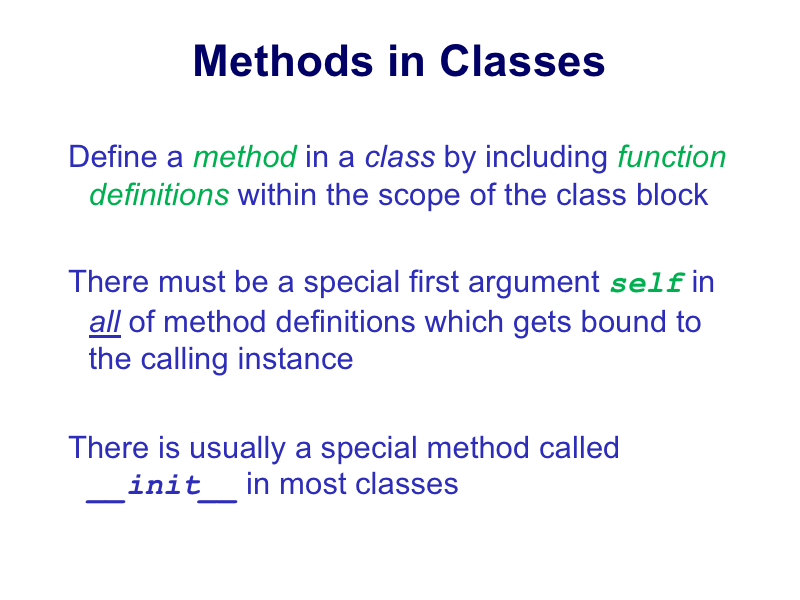 Methods in Classes
Define a method in a class by including function
definitions within the scope of the class block
There must be a special first argument self in
all of method definitions which gets bound to
the calling instance
There is usually a special method called
__init__ in most classes